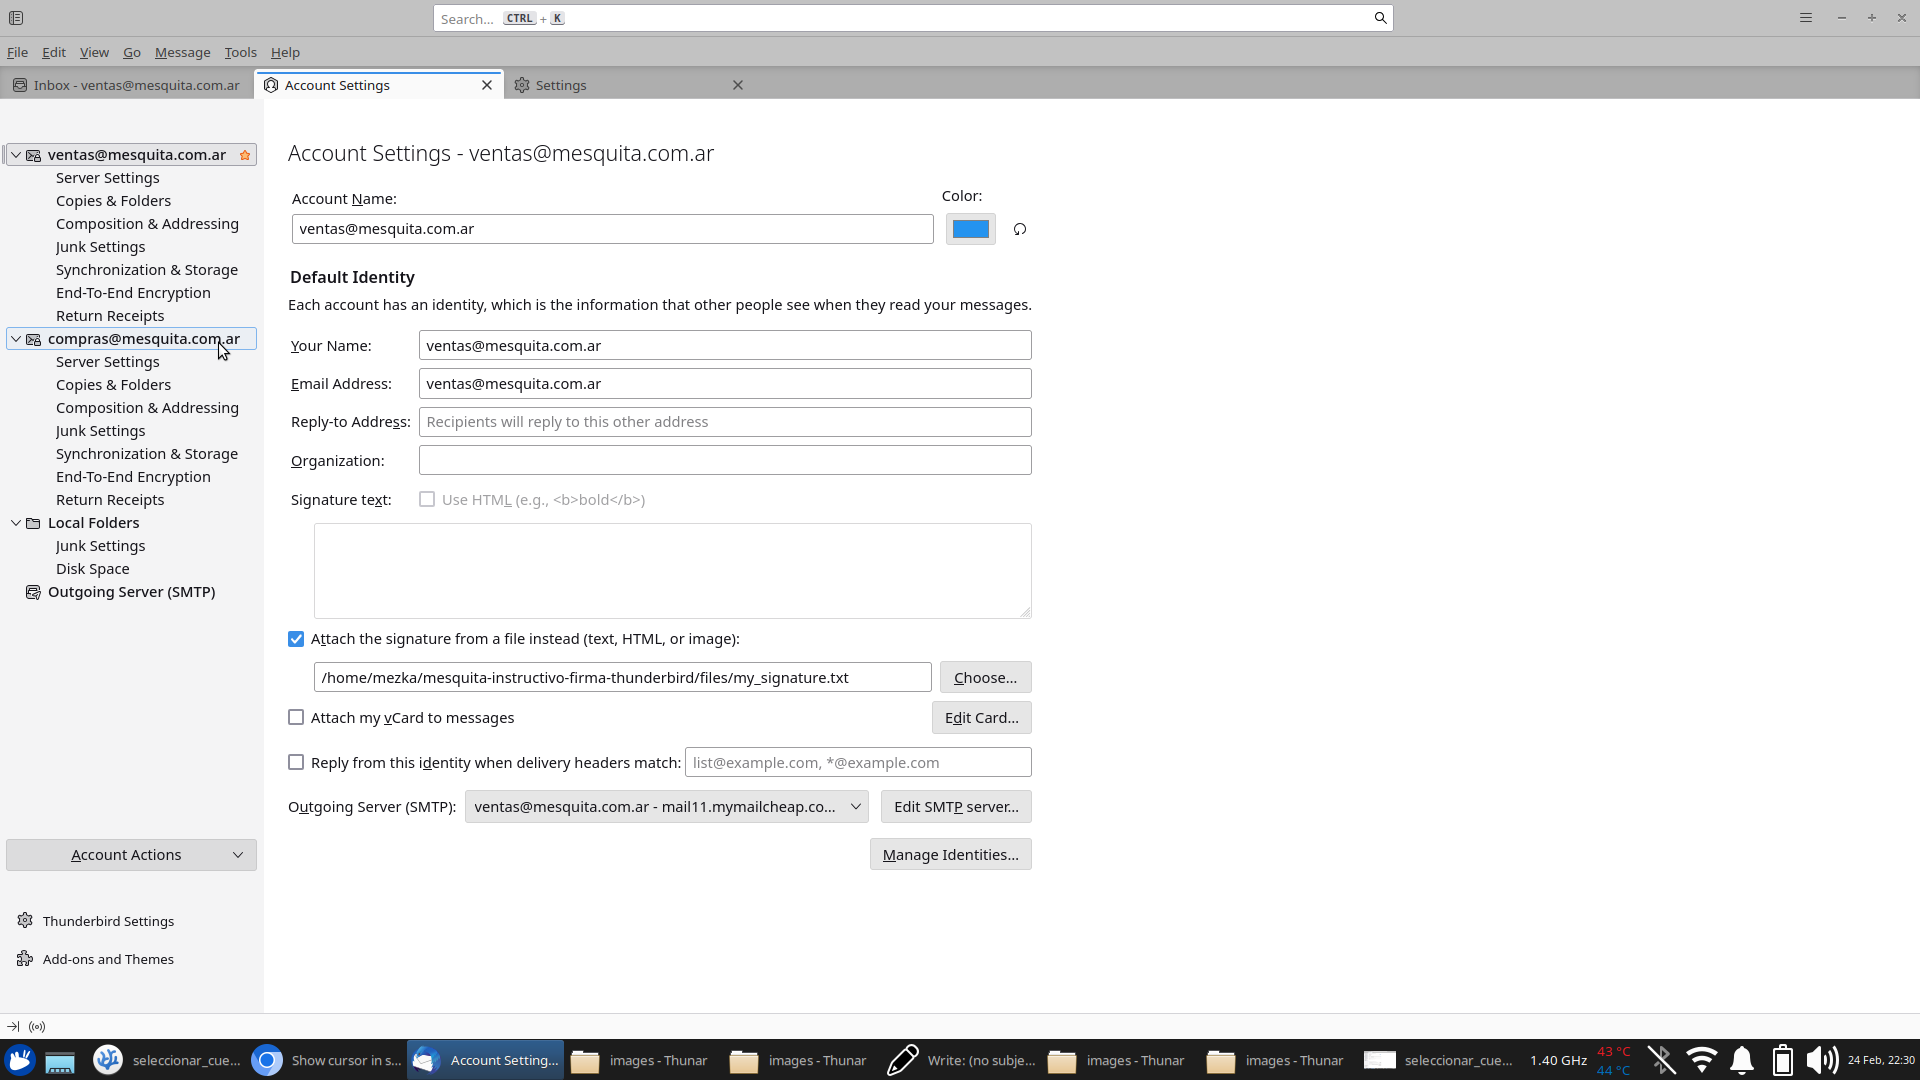 Search... CTRL + K
File Edit View Go Message Tools Help
Inbox - ventas@mesquita.com.ar
Account Settings
Settings
ventas@mesquita.com.ar
Server Settings
Copies & Folders
Composition & Addressing
Junk Settings
Synchronization & Storage
End-To-End Encryption
Return Receipts
compras@mesquita.com.ar
Server Settings
Copies & Folders
Composition & Addressing
Junk Settings
Synchronization & Storage
End-To-End Encryption
Return Receipts
Local Folders
Junk Settings
Disk Space
Outgoing Server (SMTP)
Account Actions
Thunderbird Settings
Add-ons and Themes
Account Settings - ventas@mesquita.com.ar
Account Name:
Color:
ventas@mesquita.com.ar
Default Identity
Each account has an identity, which is the information that other people see when they read your messages.
Your Name: ventas@mesquita.com.ar
Email Address: ventas@mesquita.com.ar
Reply-to Address: Recipients will reply to this other address
Organization:
Signature text: Use HTML (e.g., <b>bold</b>)
Attach the signature from a file instead (text, HTML, or image):
/home/mezka/mesquita-instructivo-firma-thunderbird/files/my_signature.txt Choose...
Attach my vCard to messages Edit Card...
Reply from this identity when delivery headers match: list@example.com, *@example.com
Outgoing Server (SMTP): ventas@mesquita.com.ar - mail11.mymailcheap.co... Edit SMTP server...
Manage Identities...
seleccionar_cue... Show cursor in s... Account Setting... images - Thunar images - Thunar Write: (no subje... images - Thunar images - Thunar seleccionar_cue... 1.40 GHz 43 °C 44 °C 24 Feb, 22:30